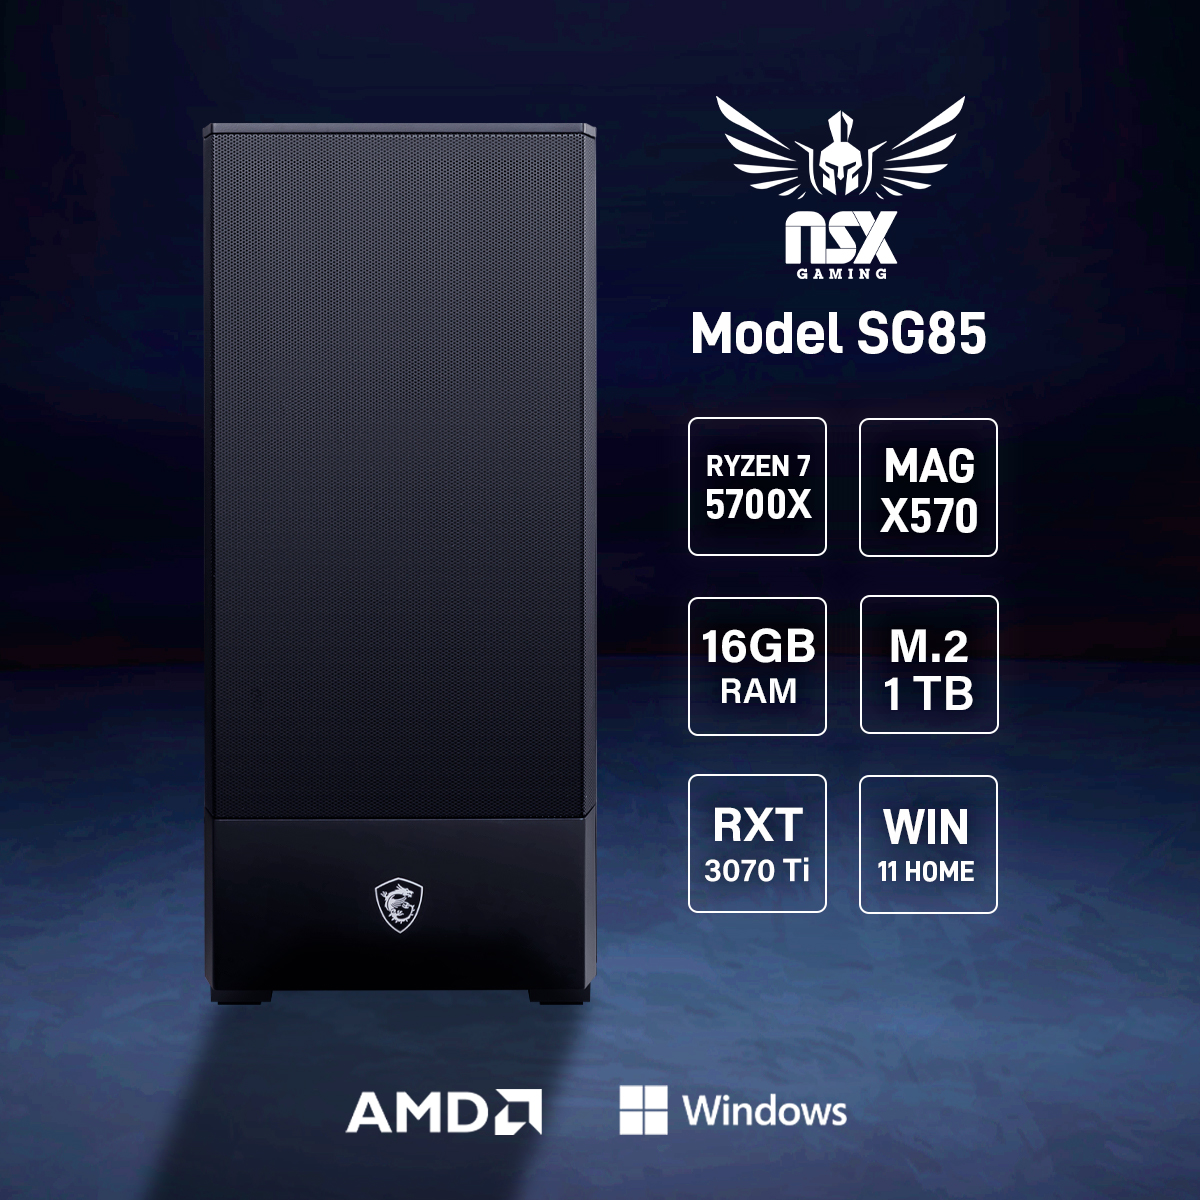 NSX
GAMING
Model SG85
RYZEN 7
5700X
MAG
X570
16GB
RAM
M.2
1 TB
RXT
3070 Ti
WIN
11 HOME
AMD
Windows